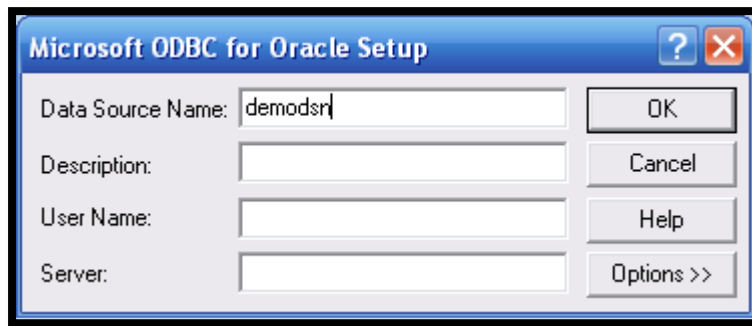 Microsoft ODBC for Oracle Setup
?
Data Source Name: demodsn
OK
Description:
Cancel
User Name:
Help
Server:
Options >>